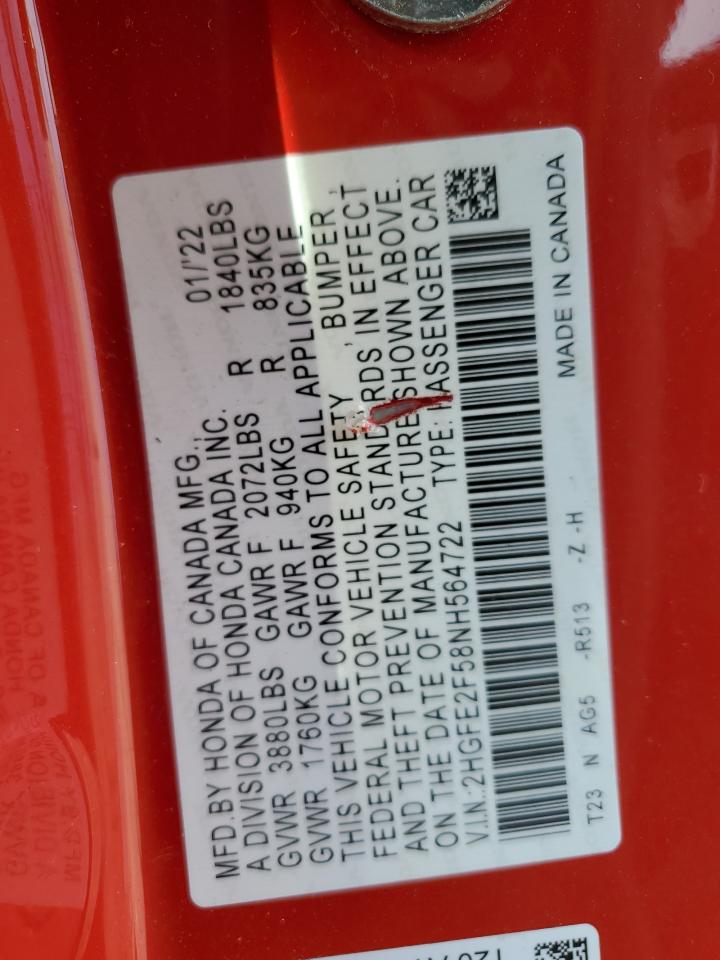 MFD.BY HONDA OF CANADA MFG., 01/'22
A DIVISION OF HONDA CANADA INC.
GVWR 3880LBS GAWR F 2072LBS R 1840LBS
GVWR 1760KG GAWR F 940KG R 835KG
THIS VEHICLE CONFORMS TO ALL APPLICABLE
FEDERAL MOTOR VEHICLE SAFETY, BUMPER,
AND THEFT PREVENTION STANDARDS IN EFFECT
ON THE DATE OF MANUFACTURE SHOWN ABOVE.
V.I.N.:2HGFE2F58NH564722 TYPE: PASSENGER CAR
T23 N AG5 -R513 -Z -H MADE IN CANADA